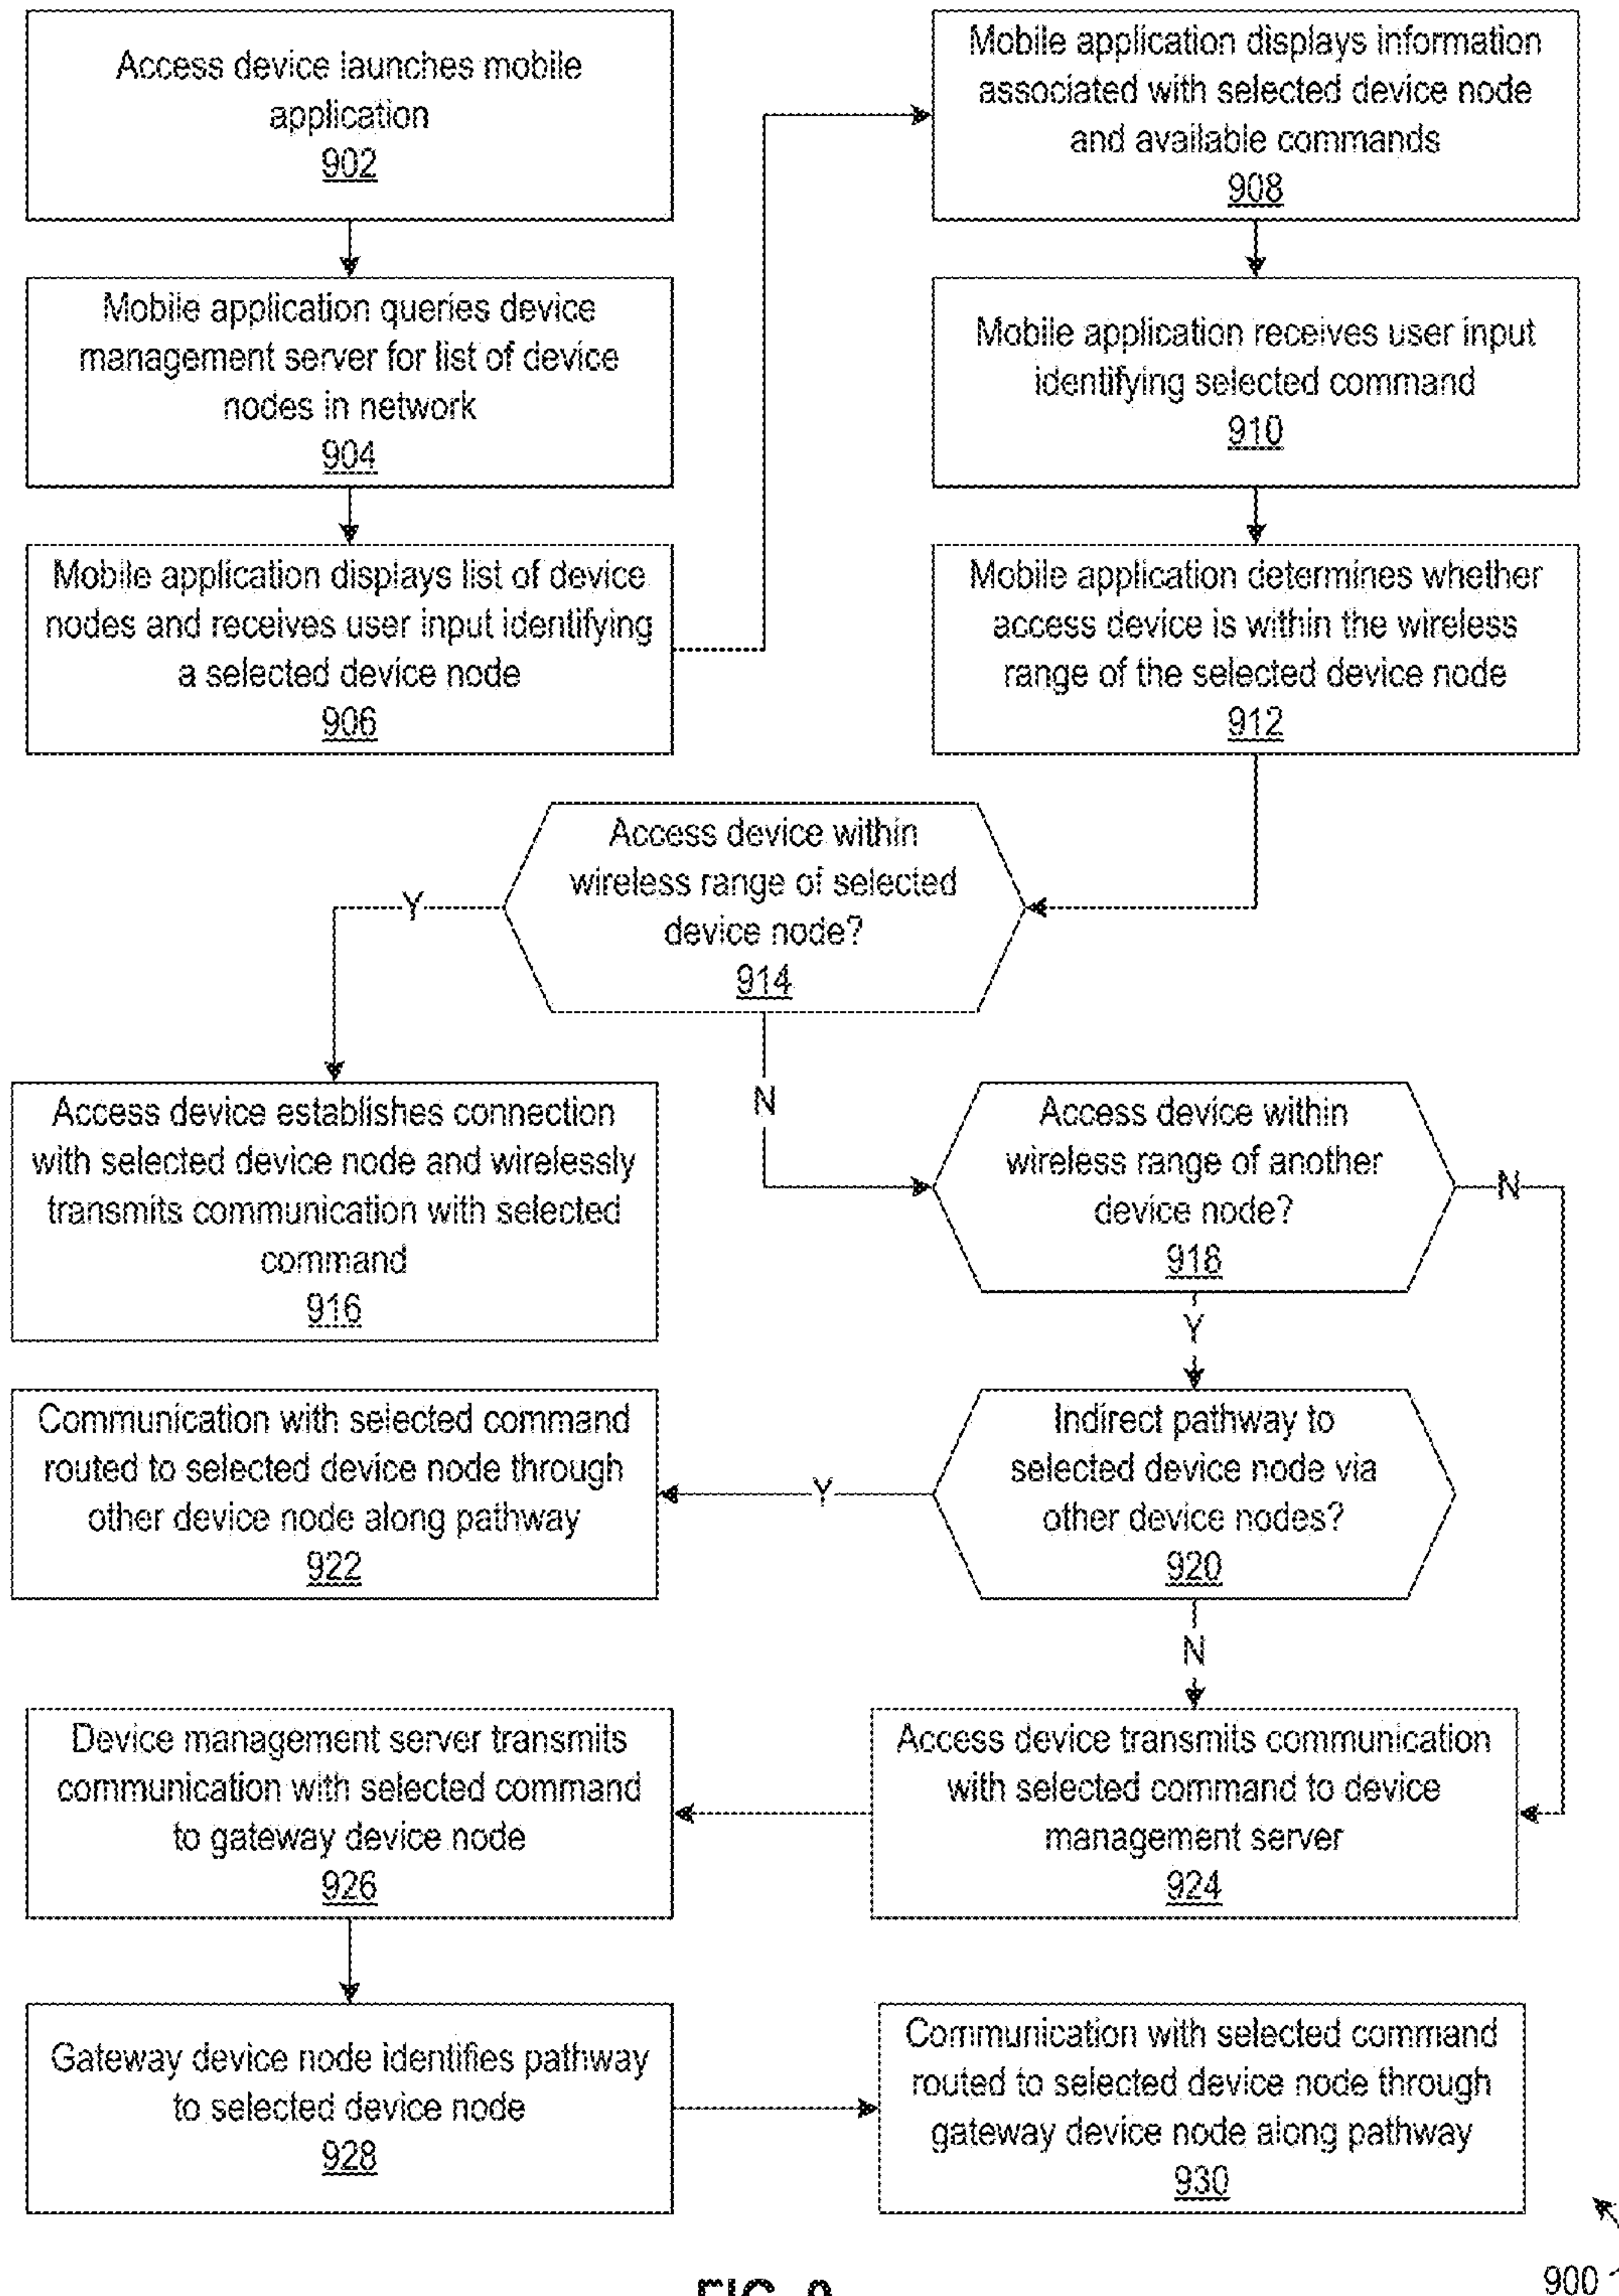 Access device launches mobile
application
902
Mobile application queries device
management server for list of device
nodes in network
904
Mobile application displays list of device
nodes and receives user input identifying
a selected device node
906
Mobile application displays information
associated with selected device node
and available commands
908
Mobile application receives user input
identifying selected command
910
Mobile application determines whether
access device is within the wireless
range of the selected device node
912
Access device within
wireless range of selected
device node?
914
Y
N
Access device establishes connection
with selected device node and wirelessly
transmits communication with selected
command
916
Access device within
wireless range of another
device node?
918
N
Y
Communication with selected command
routed to selected device node through
other device node along pathway
922
Y
Indirect pathway to
selected device node via
other device nodes?
920
N
Access device transmits communication
with selected command to device
management server
924
Device management server transmits
communication with selected command
to gateway device node
926
Gateway device node identifies pathway
to selected device node
928
Communication with selected command
routed to selected device node through
gateway device node along pathway
930
900
FIG. 9